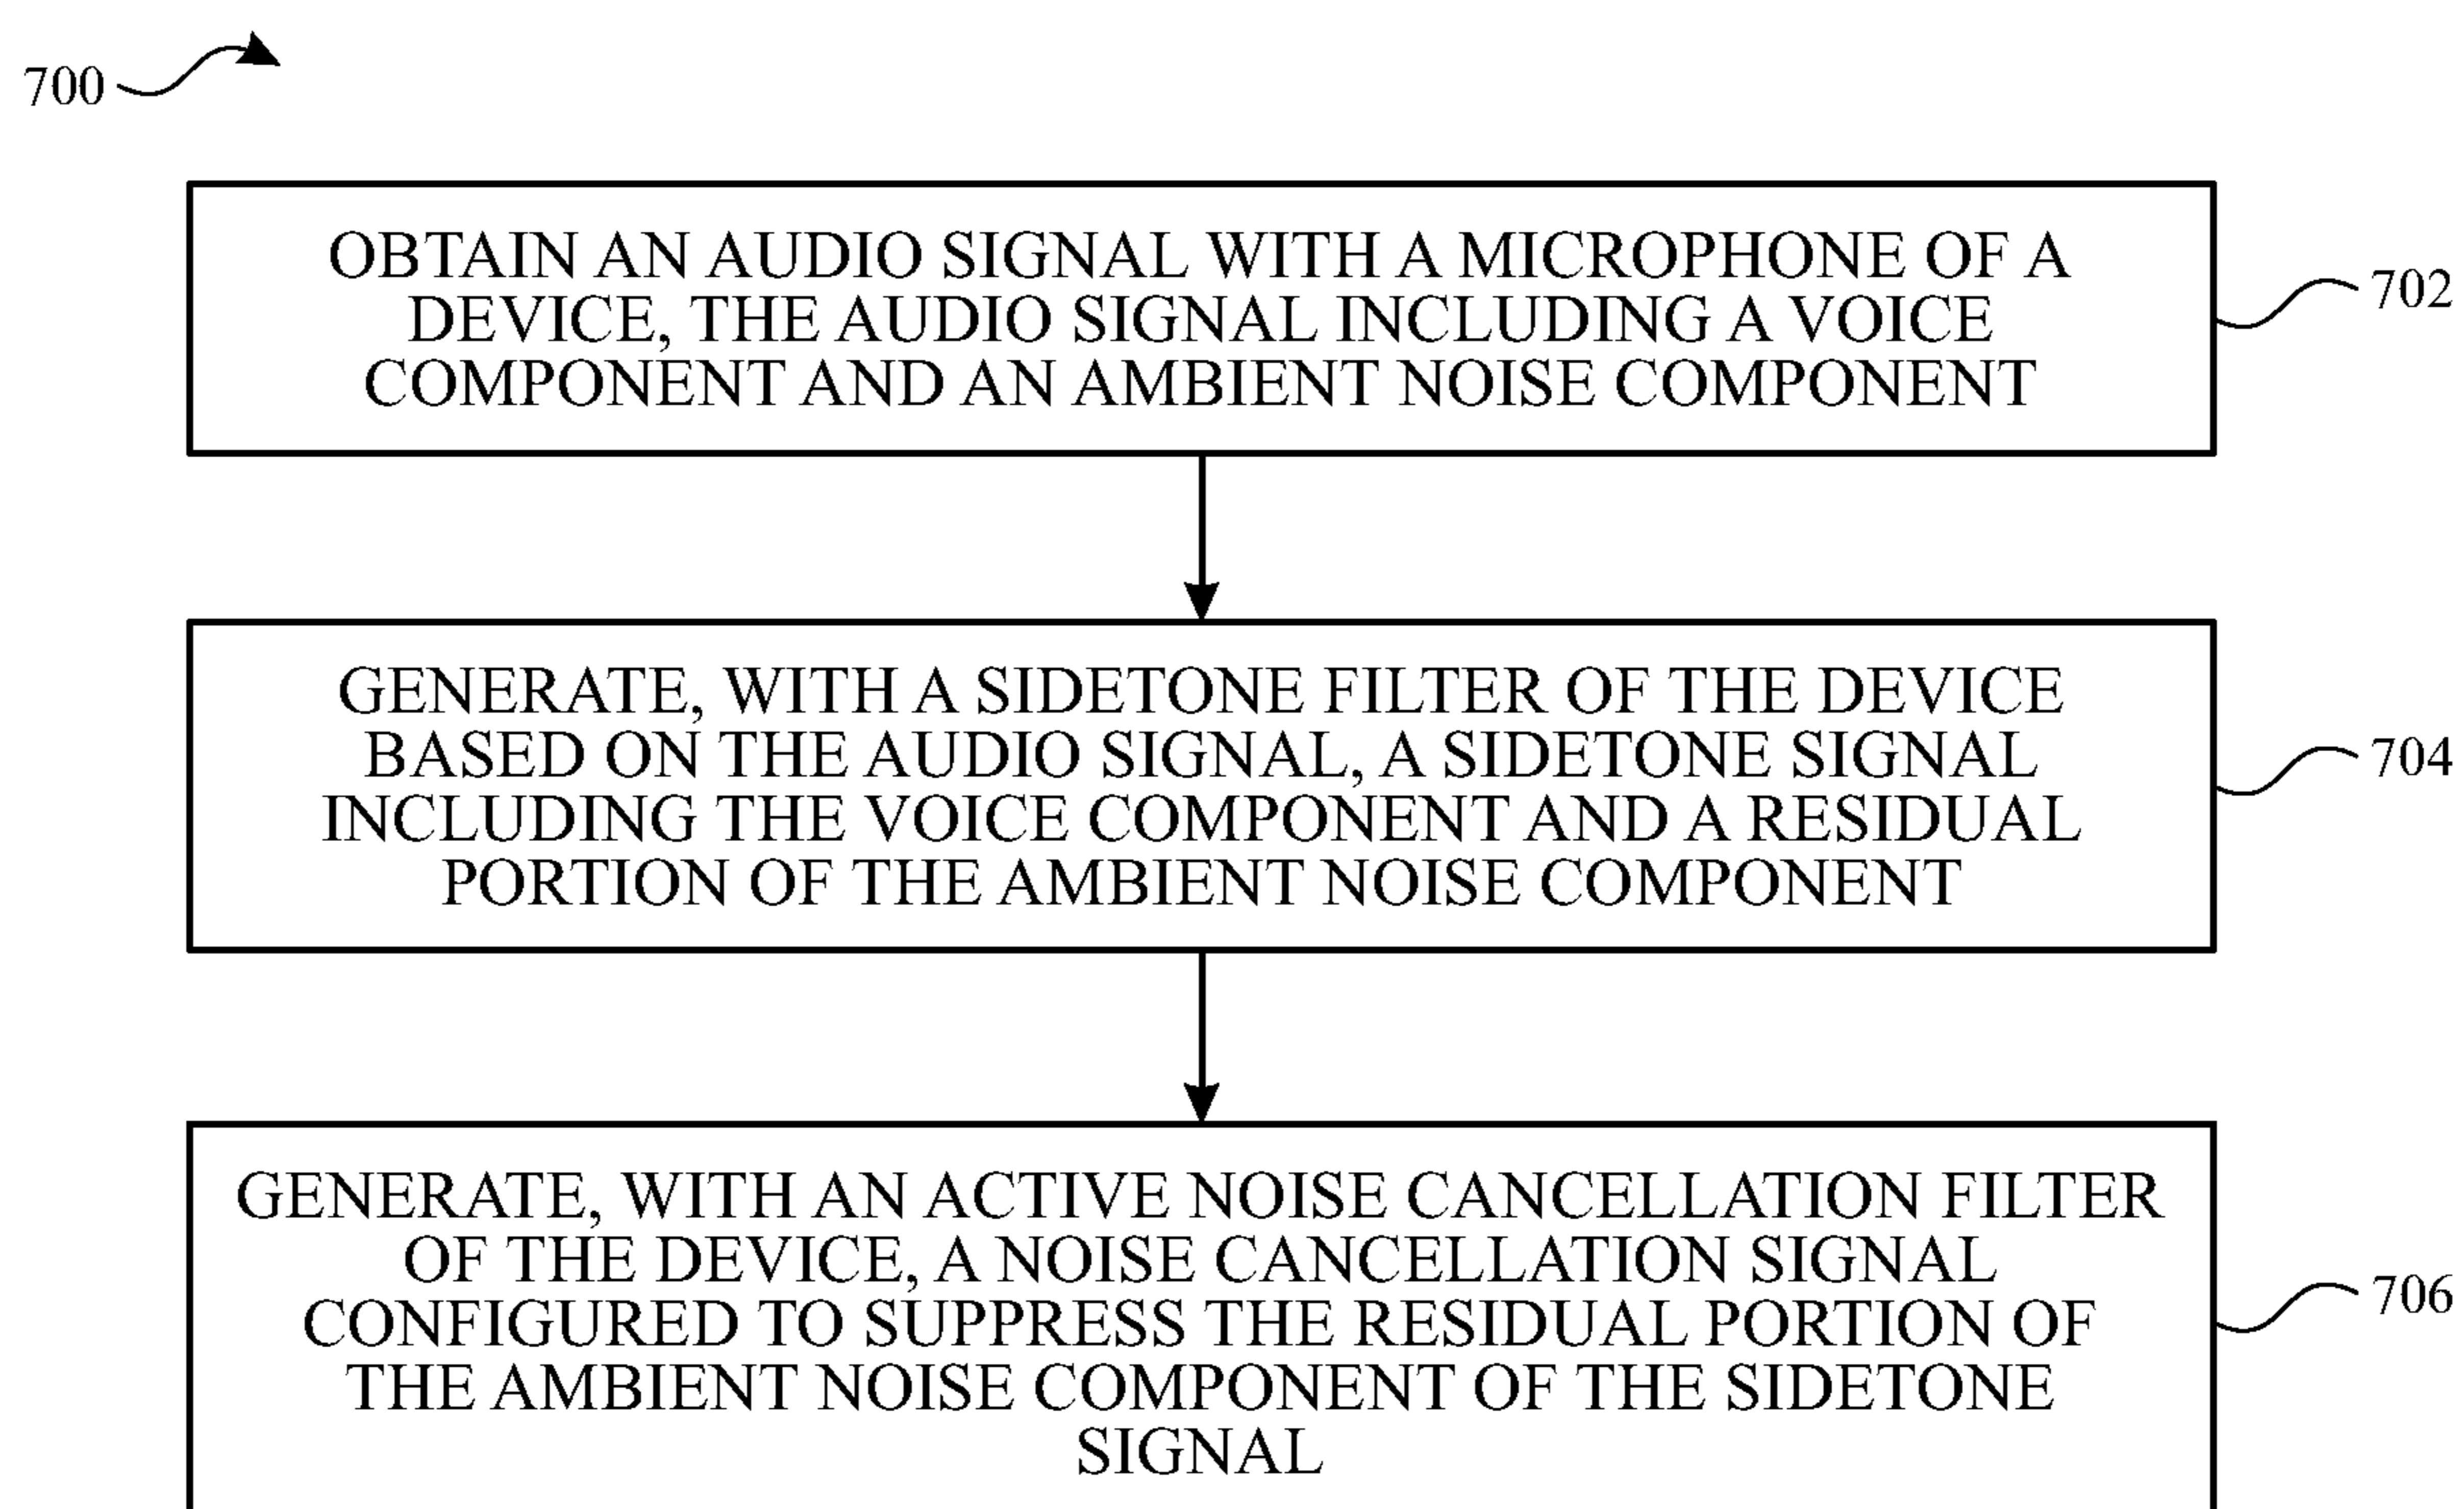 700
OBTAIN AN AUDIO SIGNAL WITH A MICROPHONE OF A
DEVICE, THE AUDIO SIGNAL INCLUDING A VOICE
COMPONENT AND AN AMBIENT NOISE COMPONENT
702
GENERATE, WITH A SIDETONE FILTER OF THE DEVICE
BASED ON THE AUDIO SIGNAL, A SIDETONE SIGNAL
INCLUDING THE VOICE COMPONENT AND A RESIDUAL
PORTION OF THE AMBIENT NOISE COMPONENT
704
GENERATE, WITH AN ACTIVE NOISE CANCELLATION FILTER
OF THE DEVICE, A NOISE CANCELLATION SIGNAL
CONFIGURED TO SUPPRESS THE RESIDUAL PORTION OF
THE AMBIENT NOISE COMPONENT OF THE SIDETONE
SIGNAL
706